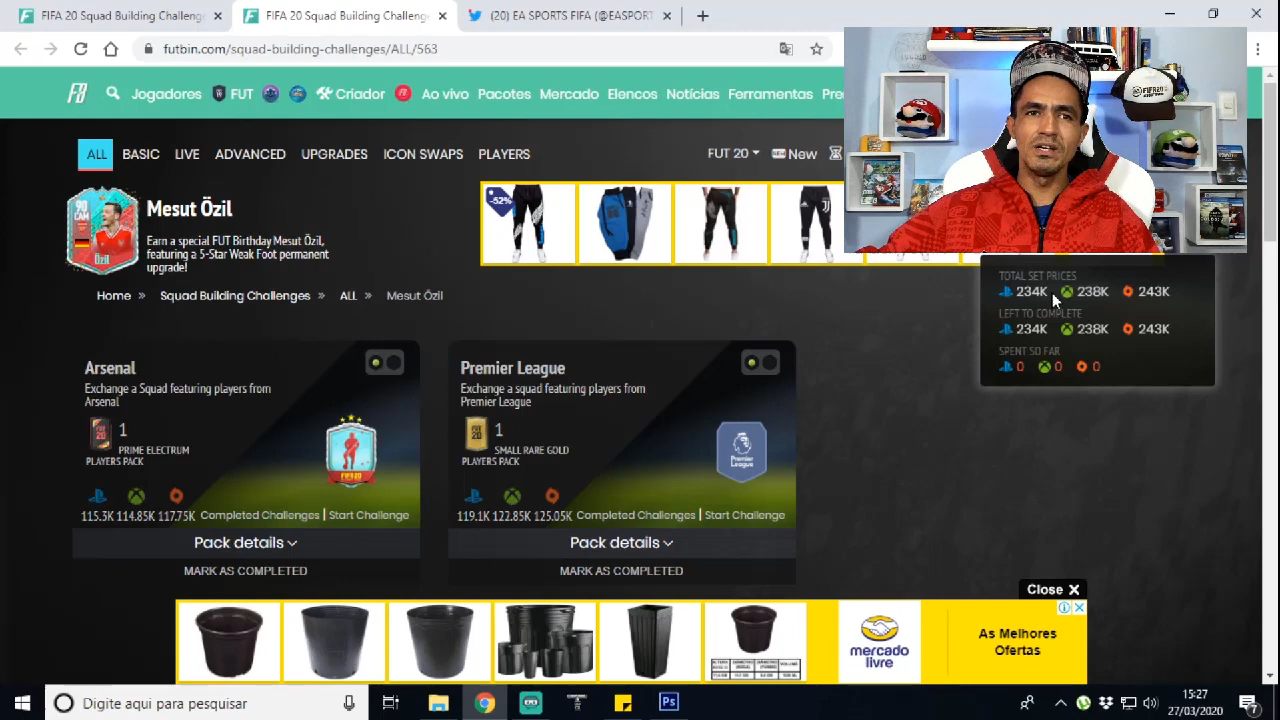 FIFA 20 Squad Building Challeng
FIFA 20 Squad Building Challeng
(20) EA SPORTS FIFA (@EASPORT
futbin.com/squad-building-challenges/ALL/563
Jogadores FUT Criador Ao vivo Pacotes Mercado Elencos Notícias Ferramentas Pre
ALL BASIC LIVE ADVANCED UPGRADES ICON SWAPS PLAYERS FUT 20 New
90
CAM
Özil
Mesut Özil
Earn a special FUT Birthday Mesut Özil,
featuring a 5-Star Weak Foot permanent
upgrade!
-52%
Home » Squad Building Challenges » ALL » Mesut Özil
TOTAL SET PRICES
234K 238K 243K
LEFT TO COMPLETE
234K 238K 243K
SPENT SO FAR
0 0 0
Arsenal
Exchange a Squad featuring players from
Arsenal
1
PRIME ELECTRUM
PLAYERS PACK
115.3K 114.85K 117.75K Completed Challenges | Start Challenge
Pack details
MARK AS COMPLETED
Premier League
Exchange a squad featuring players from
Premier League
1
SMALL RARE GOLD
PLAYERS PACK
Premier
League
119.1K 122.85K 125.05K Completed Challenges | Start Challenge
Pack details
MARK AS COMPLETED
Close X
mercado
livre
As Melhores
Ofertas
Digite aqui para pesquisar
15:27
27/03/2020
7